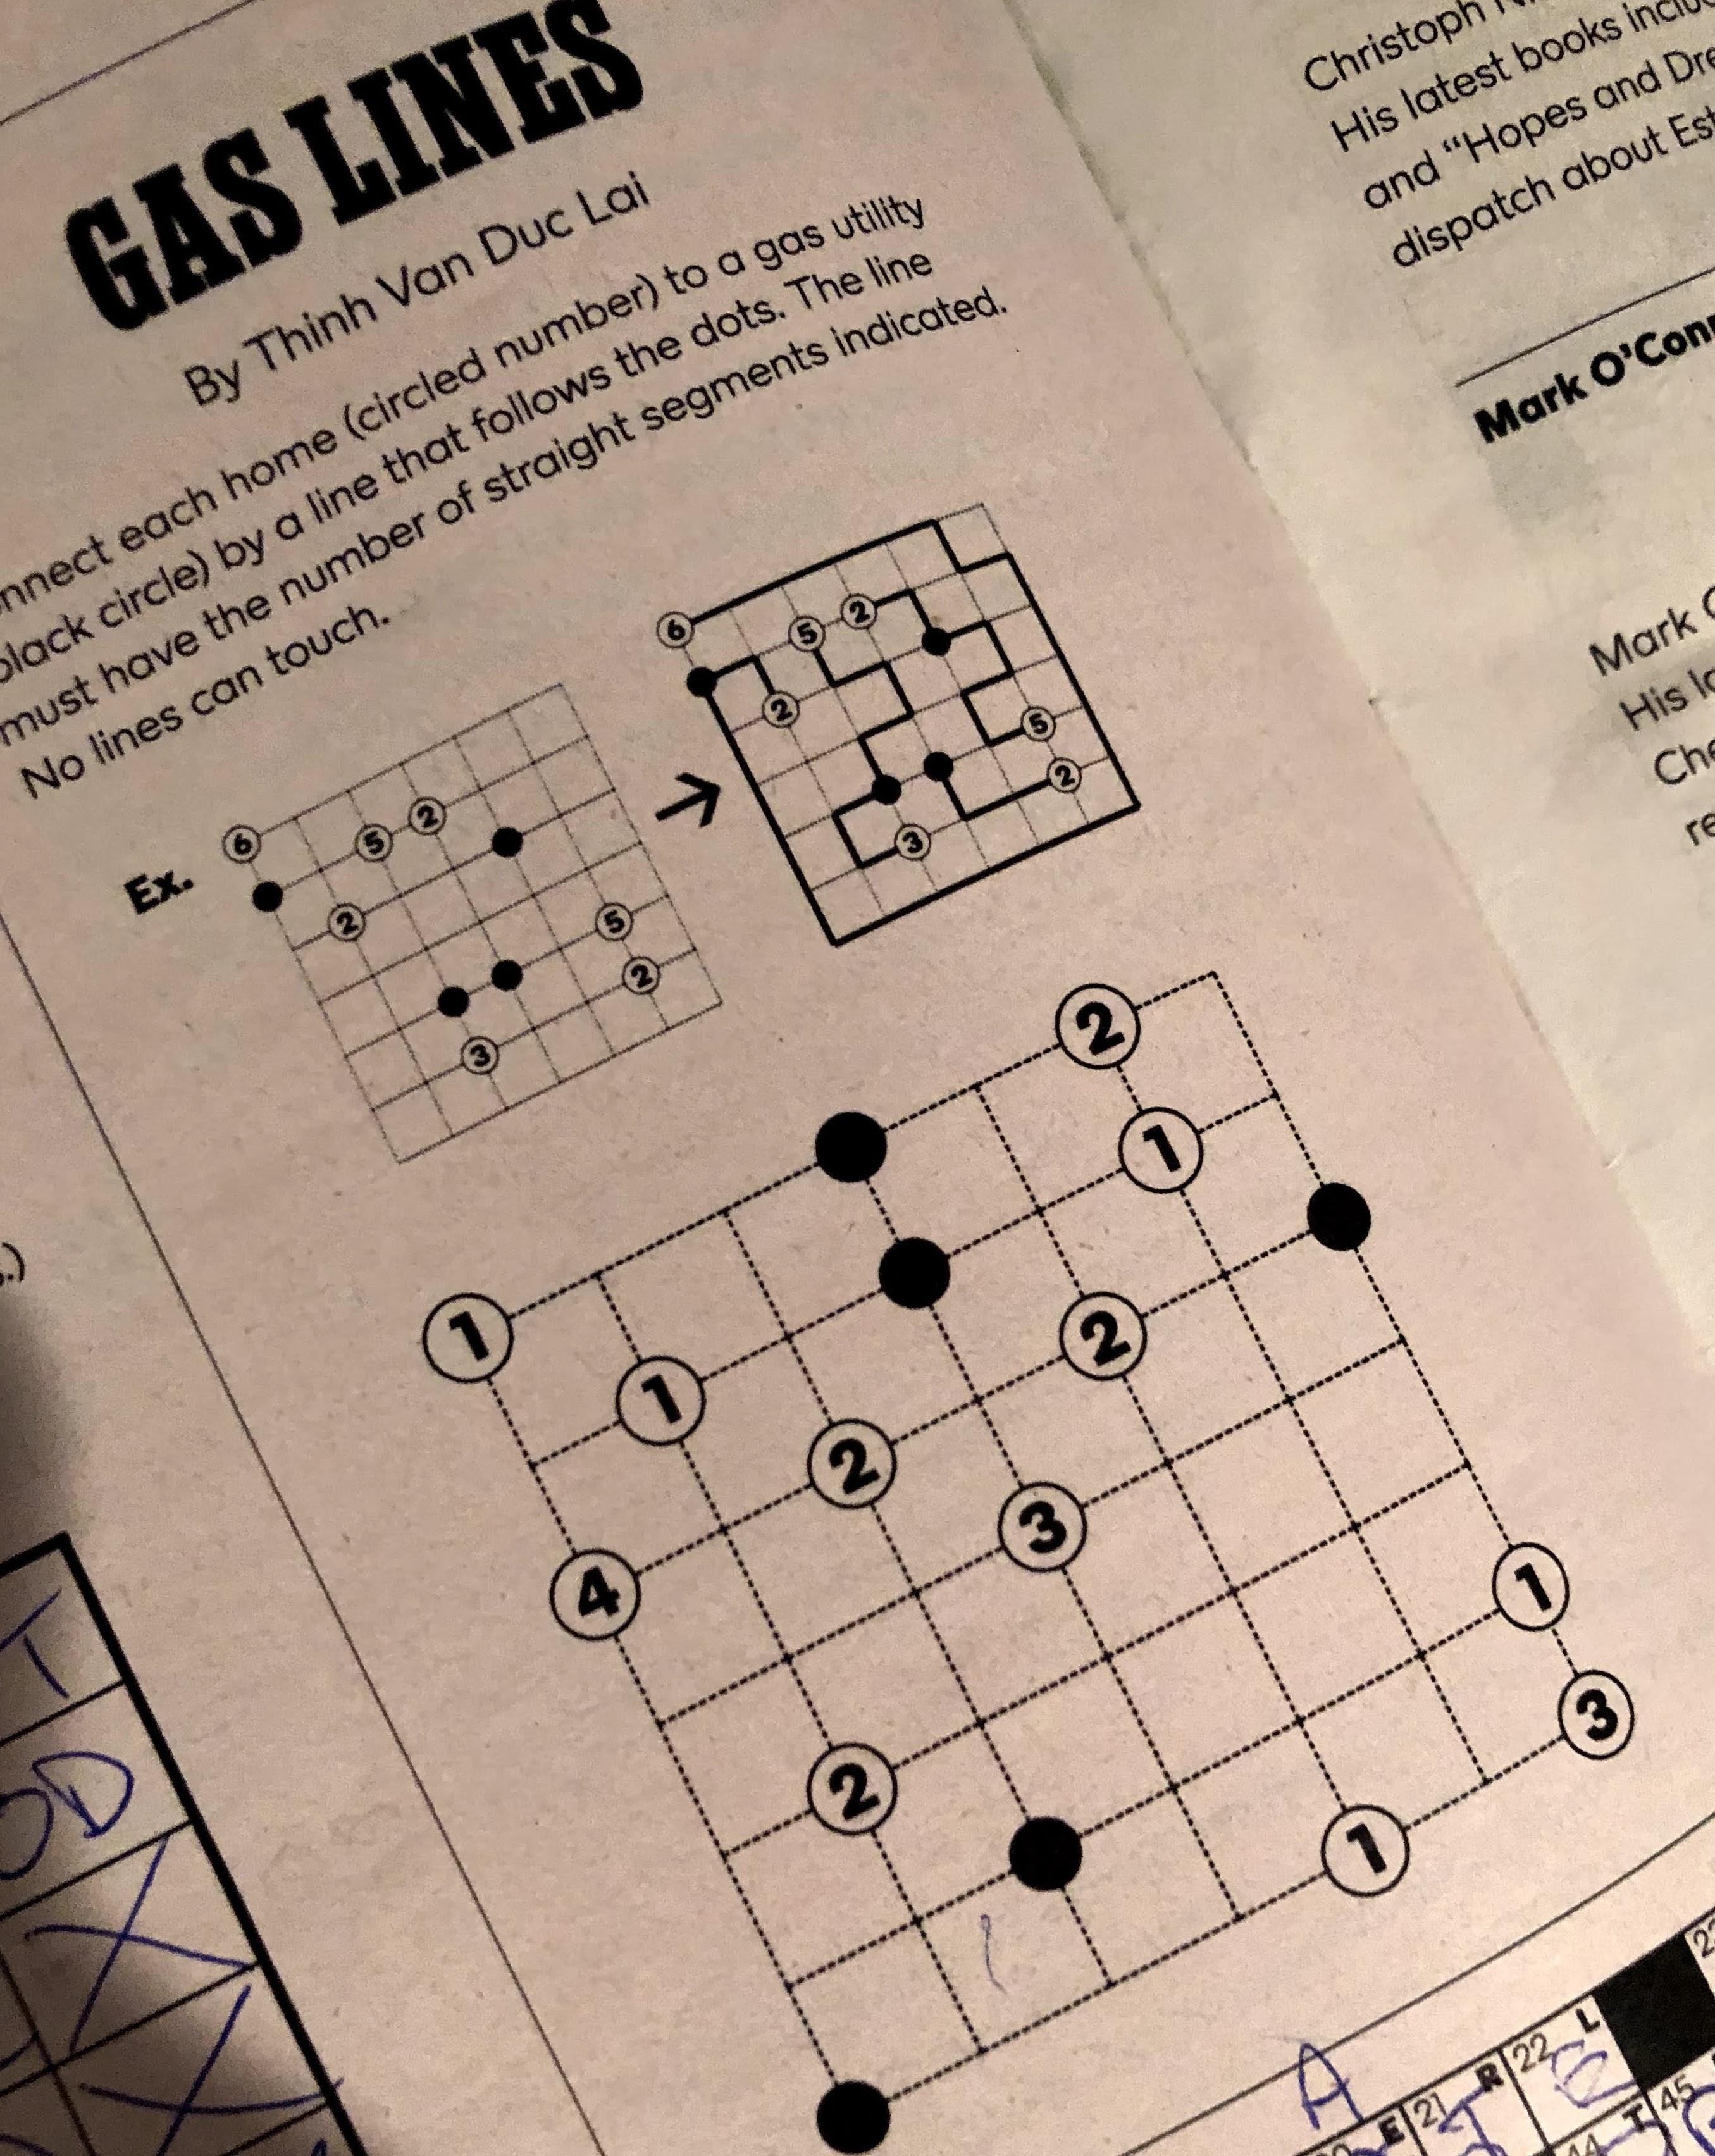 GAS LINES
By Thinh Van Duc Lai
nnect each home (circled number) to a gas utility
black circle) by a line that follows the dots. The line
must have the number of straight segments indicated.
No lines can touch.
Ex.
6
5
2
2
5
2
3
6
5
2
2
5
2
3
2
1
1
1
2
2
4
3
1
2
3
1
Christoph
His latest books inclu
and “Hopes and Dre
dispatch about Est
Mark O’Conn
Mark
His la
Che
re
.)
T
OD
A
E
21
R
22
L
B
44
T
45